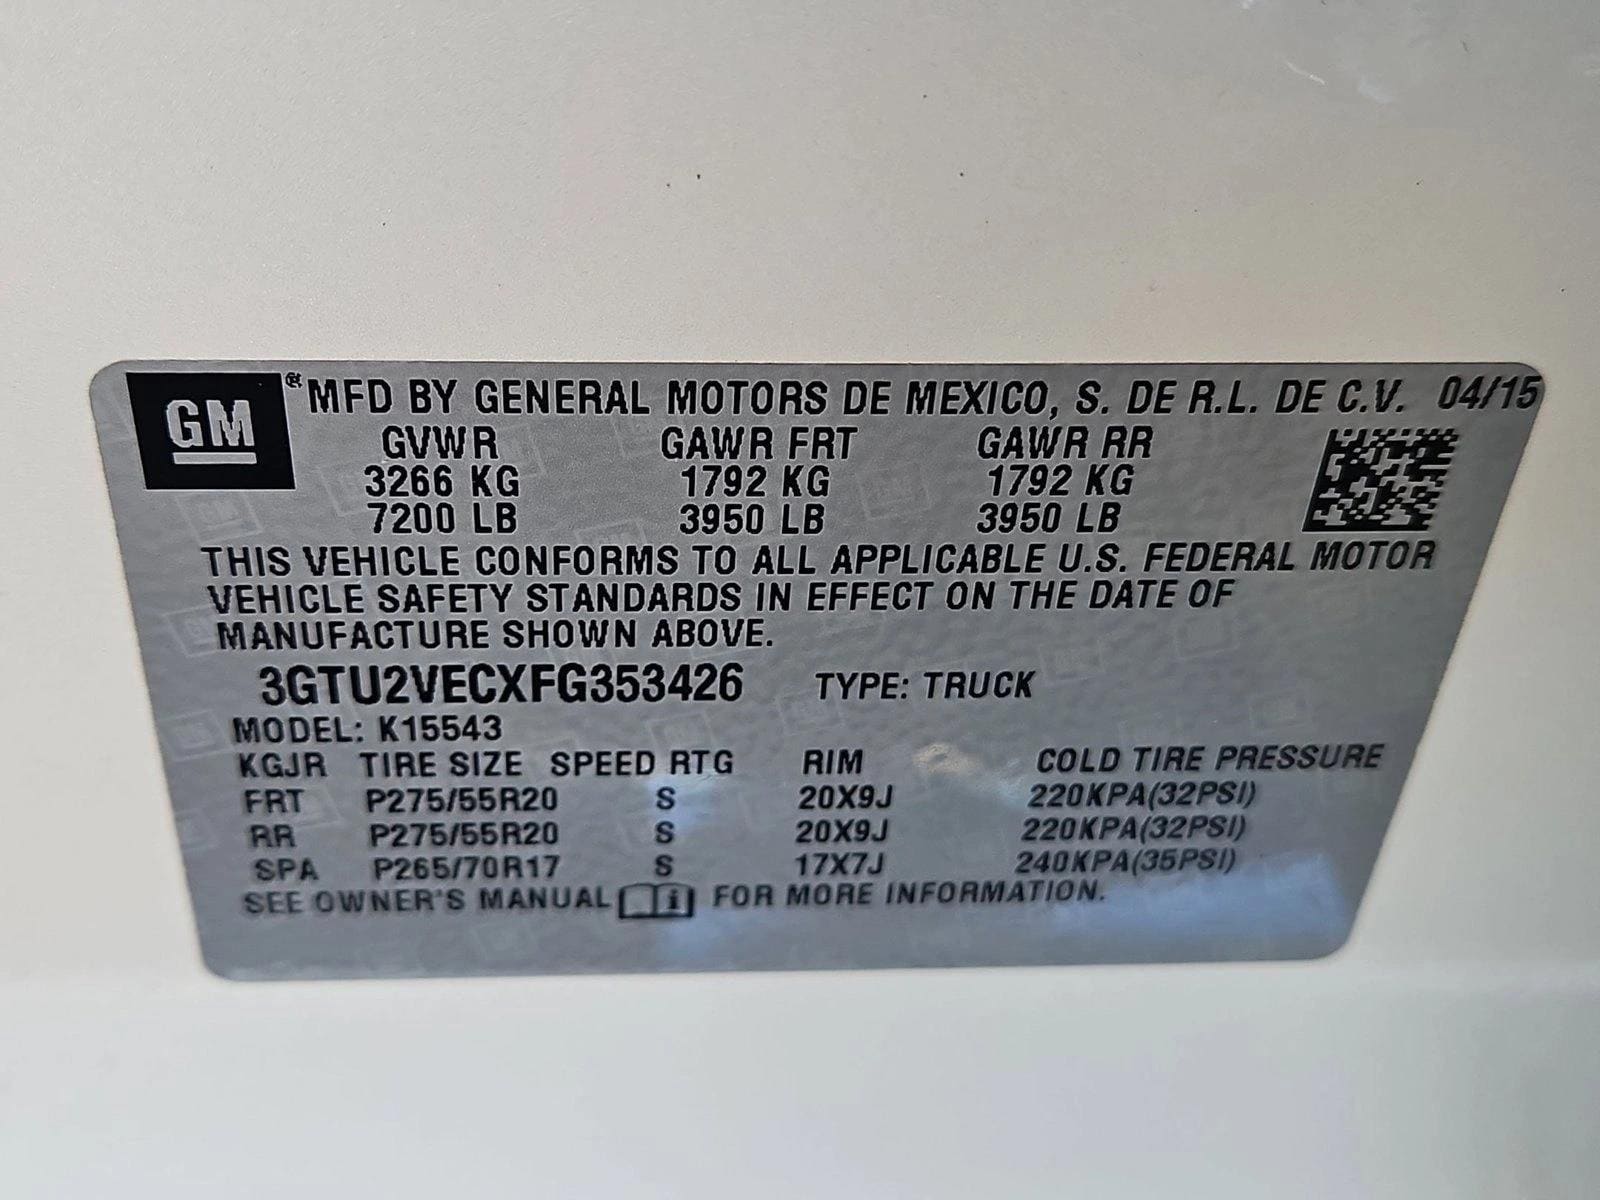 GM ® MFD BY GENERAL MOTORS DE MEXICO, S. DE R.L. DE C.V. 04/15
GVWR GAWR FRT GAWR RR
3266 KG 1792 KG 1792 KG
7200 LB 3950 LB 3950 LB
THIS VEHICLE CONFORMS TO ALL APPLICABLE U.S. FEDERAL MOTOR
VEHICLE SAFETY STANDARDS IN EFFECT ON THE DATE OF
MANUFACTURE SHOWN ABOVE.
3GTU2VECXFG353426 TYPE: TRUCK
MODEL: K15543
KGJR TIRE SIZE SPEED RTG RIM COLD TIRE PRESSURE
FRT P275/55R20 S 20X9J 220KPA(32PSI)
RR P275/55R20 S 20X9J 220KPA(32PSI)
SPA P265/70R17 S 17X7J 240KPA(35PSI)
SEE OWNER'S MANUAL i FOR MORE INFORMATION.